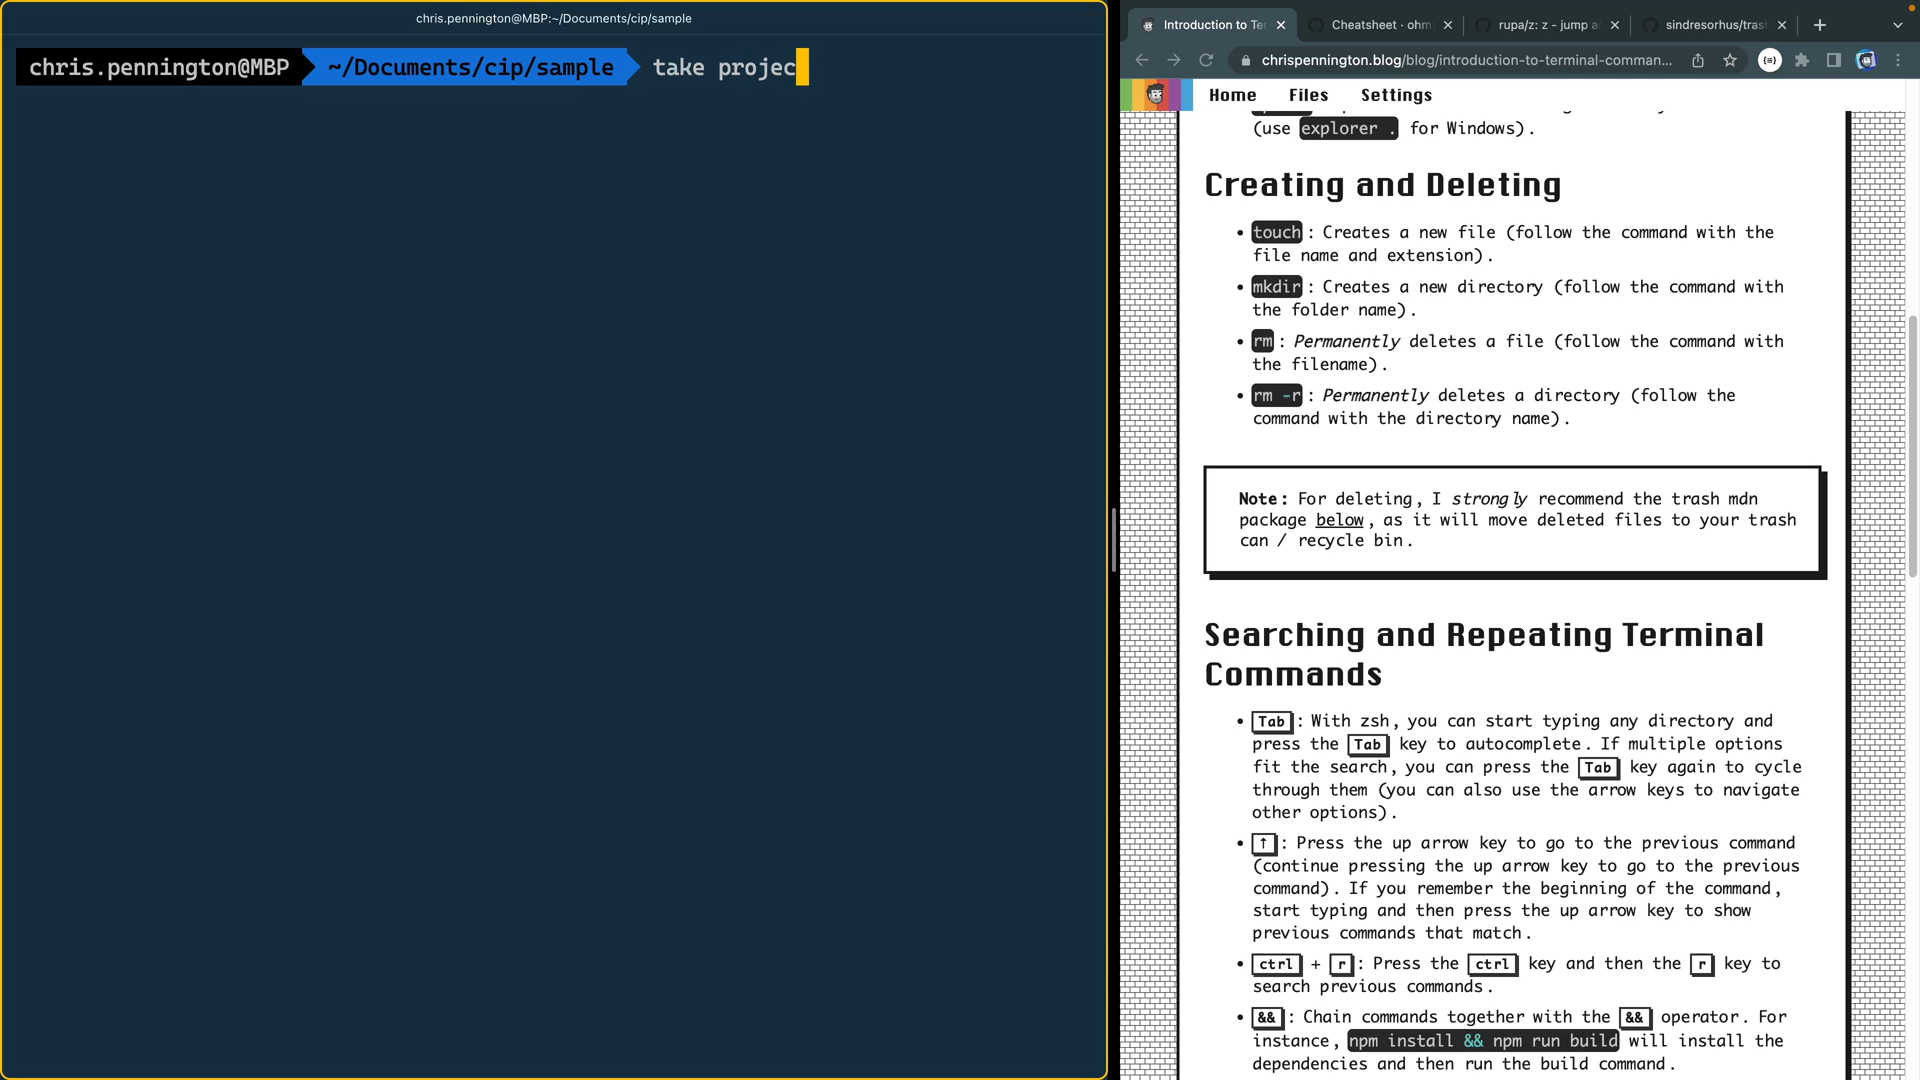 chris.pennington@MBP:~/Documents/cip/sample
chris.pennington@MBP ~/Documents/cip/sample take projec
Introduction to Ter
Cheatsheet · ohmy
rupa/z: z - jump a
sindresorhus/tras
chrispennington.blog/blog/introduction-to-terminal-comman...
Home Files Settings
(use explorer . for Windows).
Creating and Deleting
• touch: Creates a new file (follow the command with the
file name and extension).
• mkdir: Creates a new directory (follow the command with
the folder name).
• rm: Permanently deletes a file (follow the command with
the filename).
• rm -r: Permanently deletes a directory (follow the
command with the directory name).
Note: For deleting, I strongly recommend the trash mdn
package below, as it will move deleted files to your trash
can / recycle bin.
Searching and Repeating Terminal
Commands
• Tab: With zsh, you can start typing any directory and
press the Tab key to autocomplete. If multiple options
fit the search, you can press the Tab key again to cycle
through them (you can also use the arrow keys to navigate
other options).
• ↑: Press the up arrow key to go to the previous command
(continue pressing the up arrow key to go to the previous
command). If you remember the beginning of the command,
start typing and then press the up arrow key to show
previous commands that match.
• ctrl + r: Press the ctrl key and then the r key to
search previous commands.
• &&: Chain commands together with the && operator. For
instance, npm install && npm run build will install the
dependencies and then run the build command.